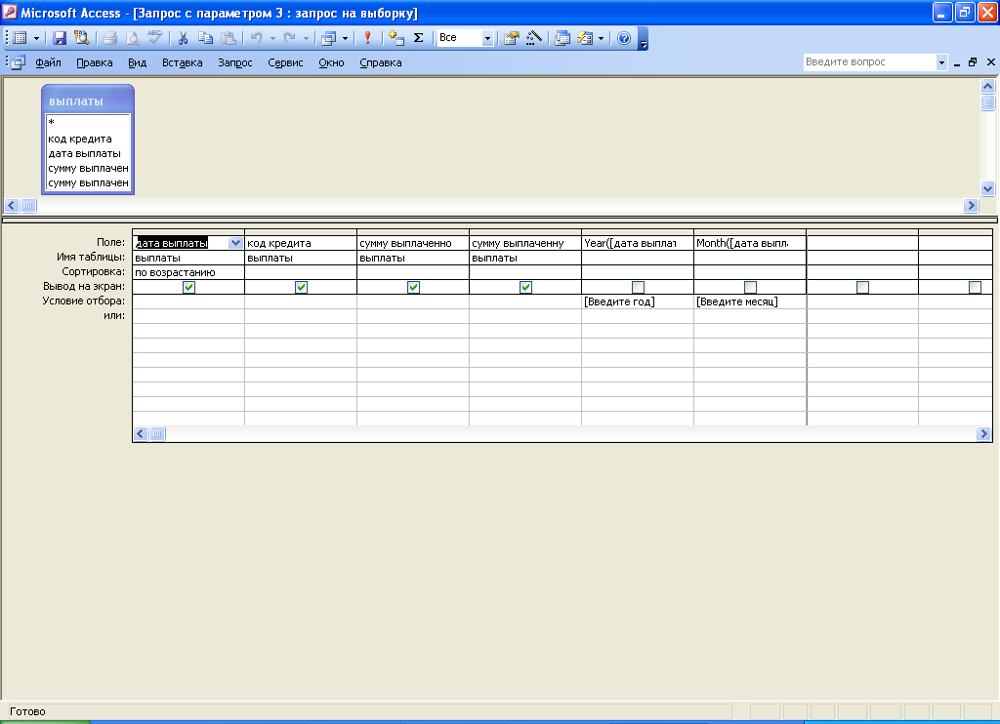 Microsoft Access - [Запрос с параметром 3 : запрос на выборку]
Все
Файл Правка Вид Вставка Запрос Сервис Окно Справка Введите вопрос
выплаты
*
код кредита
дата выплаты
сумму выплачен
сумму выплачен
Поле: дата выплаты код кредита сумму выплаченно сумму выплаченну Year([дата выплат Month([дата выпл
Имя таблицы: выплаты выплаты выплаты выплаты
Сортировка: по возрастанию
Вывод на экран:
Условие отбора: [Введите год] [Введите месяц]
или:
Готово